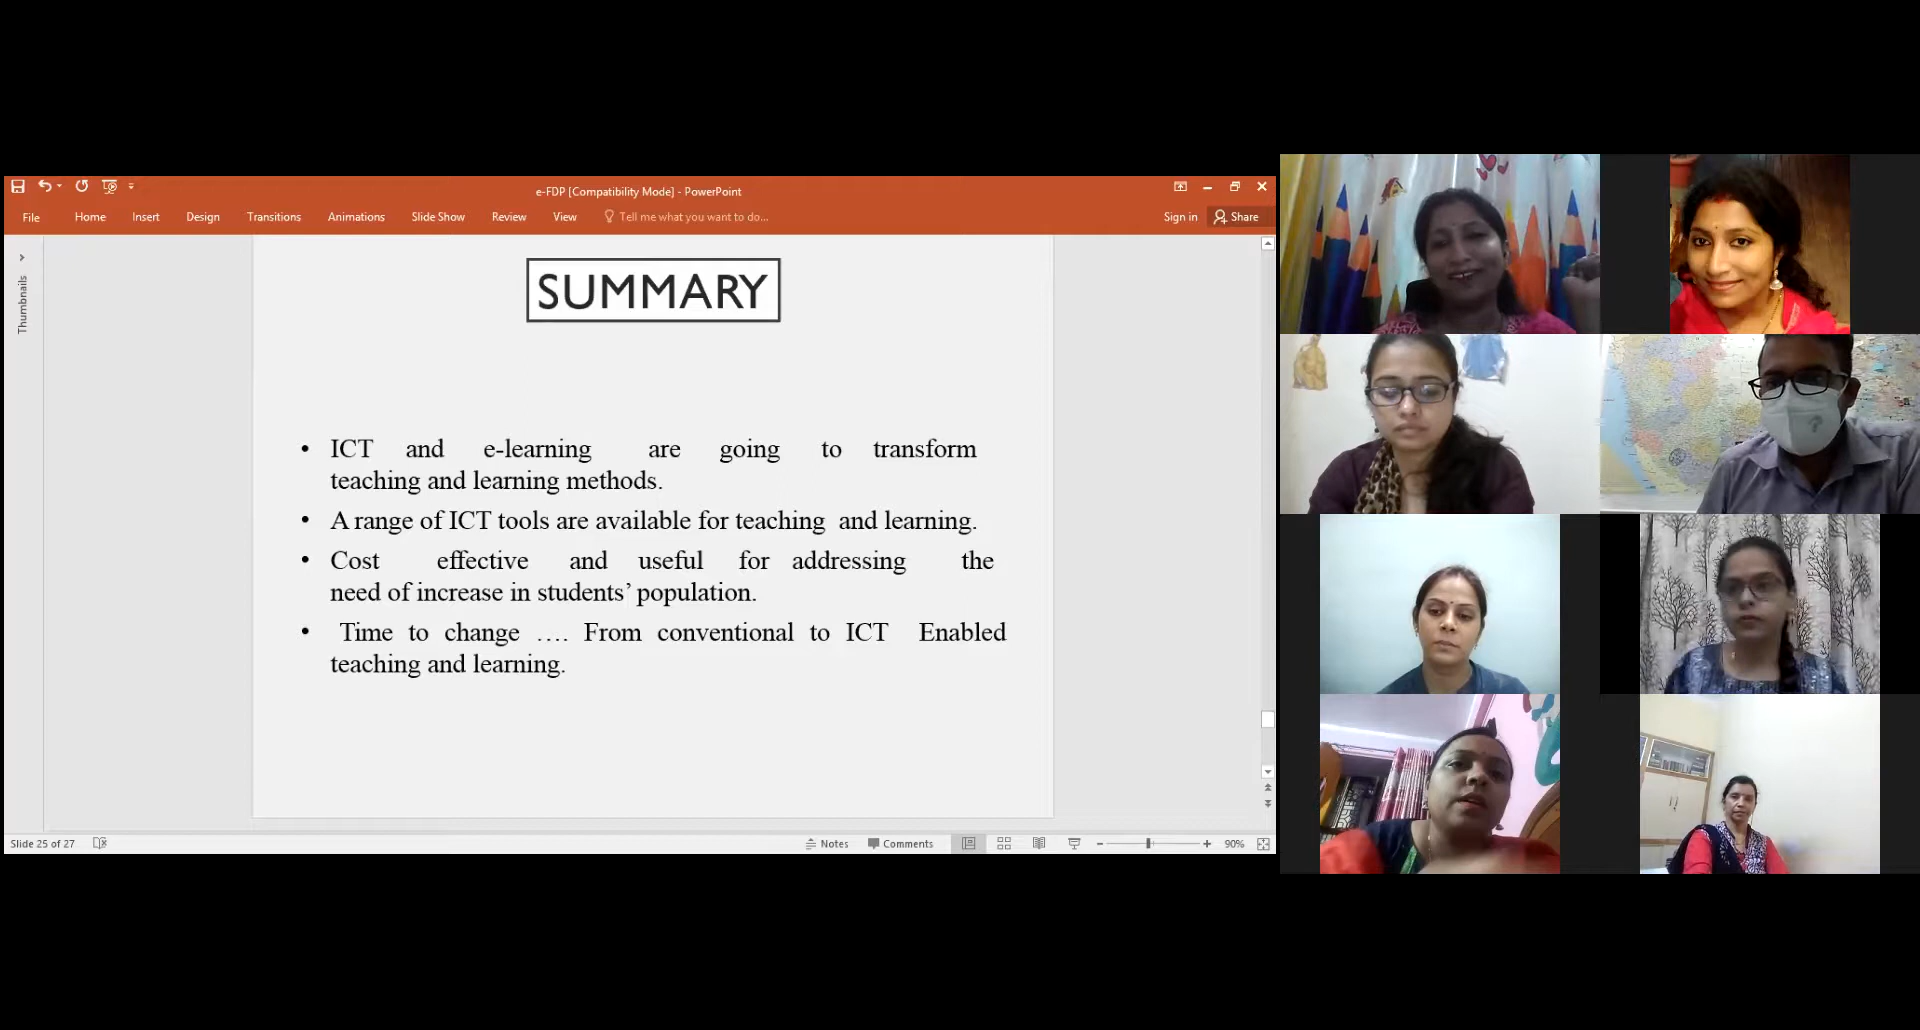 e-FDP [Compatibility Mode] - PowerPoint
File Home Insert Design Transitions Animations Slide Show Review View Tell me what you want to do... Sign in Share
Thumbnails
SUMMARY
• ICT and e-learning are going to transform
teaching and learning methods.
• A range of ICT tools are available for teaching and learning.
• Cost effective and useful for addressing the
need of increase in students’ population.
• Time to change …. From conventional to ICT Enabled
teaching and learning.
Slide 25 of 27 Notes Comments 90%